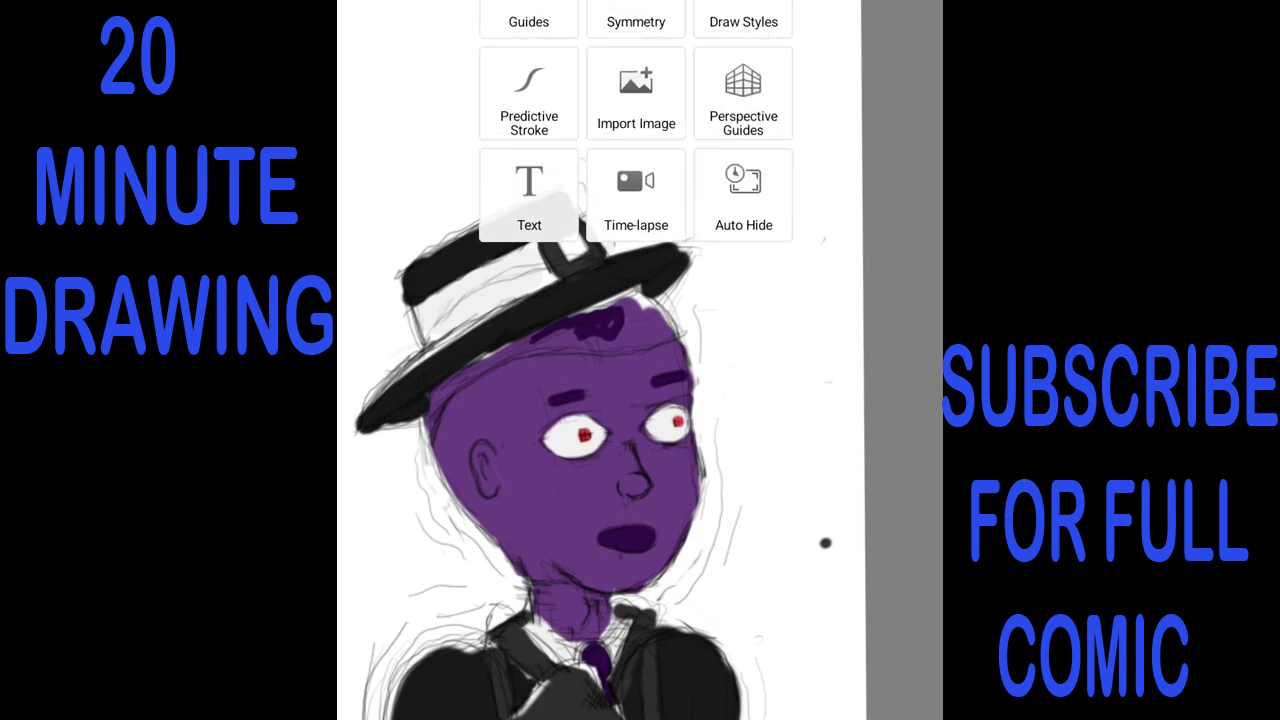 20
MINUTE
DRAWING
Guides
Symmetry
Draw Styles
Predictive
Stroke
Import Image
Perspective
Guides
T
Text
Time-lapse
Auto Hide
SUBSCRIBE
FOR FULL
COMIC